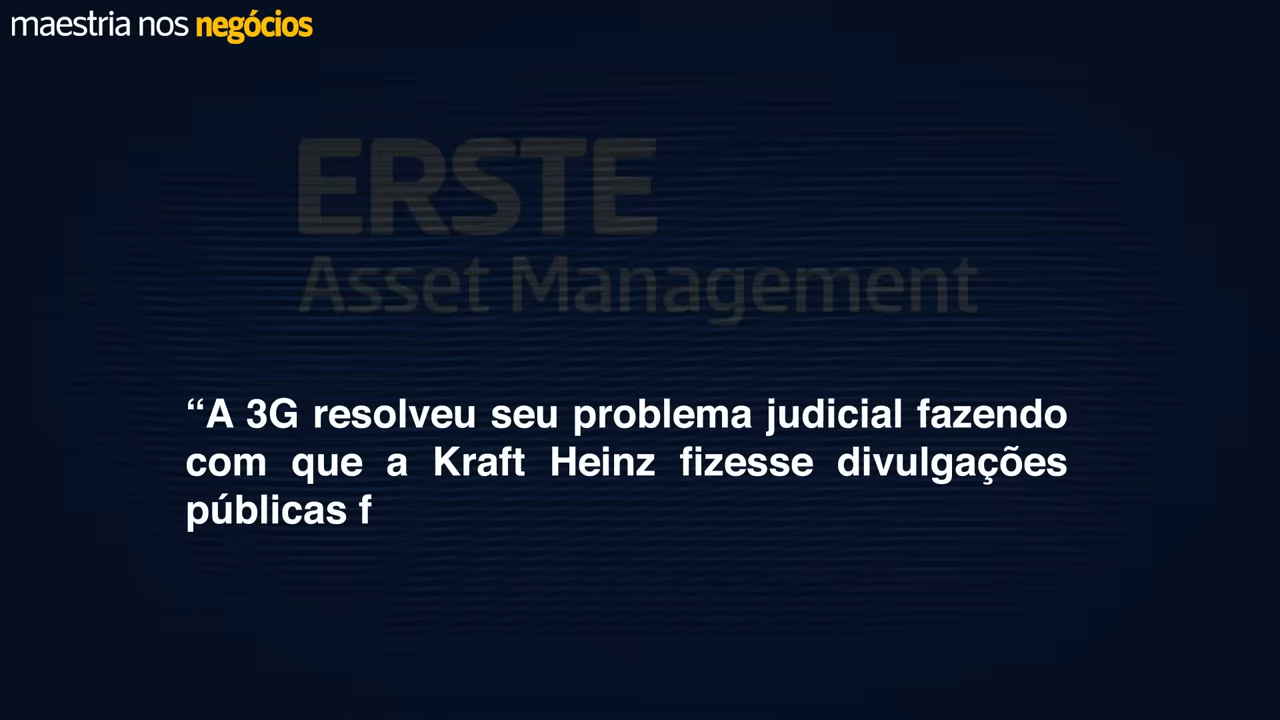 maestria nos negócios
ERSTE
Asset Management
“A 3G resolveu seu problema judicial fazendo
com que a Kraft Heinz fizesse divulgações
públicas f